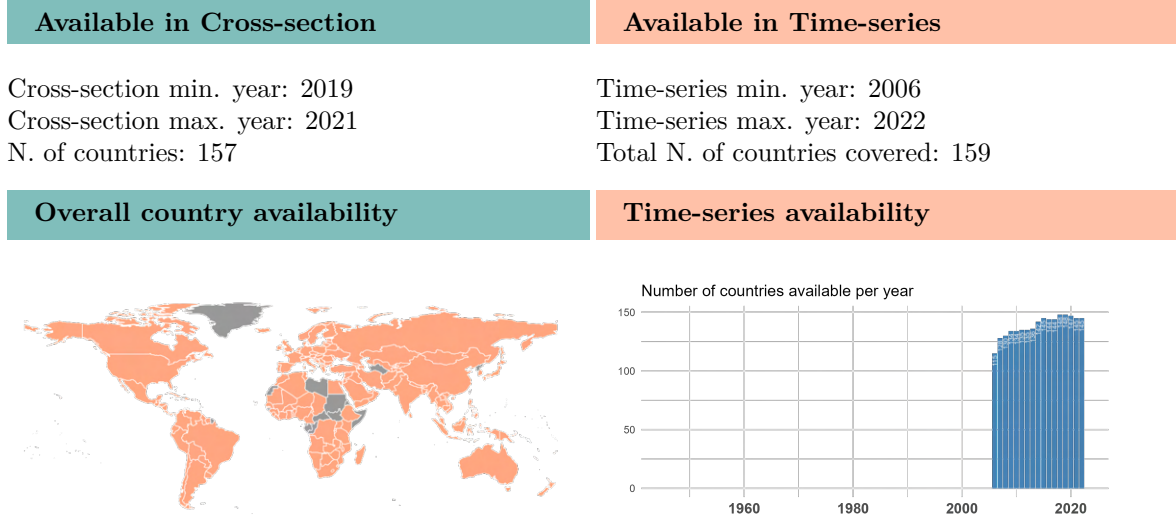 Available in Cross-section
Available in Time-series
Cross-section min. year: 2019
Cross-section max. year: 2021
N. of countries: 157
Time-series min. year: 2006
Time-series max. year: 2022
Total N. of countries covered: 159
Overall country availability
Time-series availability
Number of countries available per year
150
100
50
0
1960
1980
2000
2020